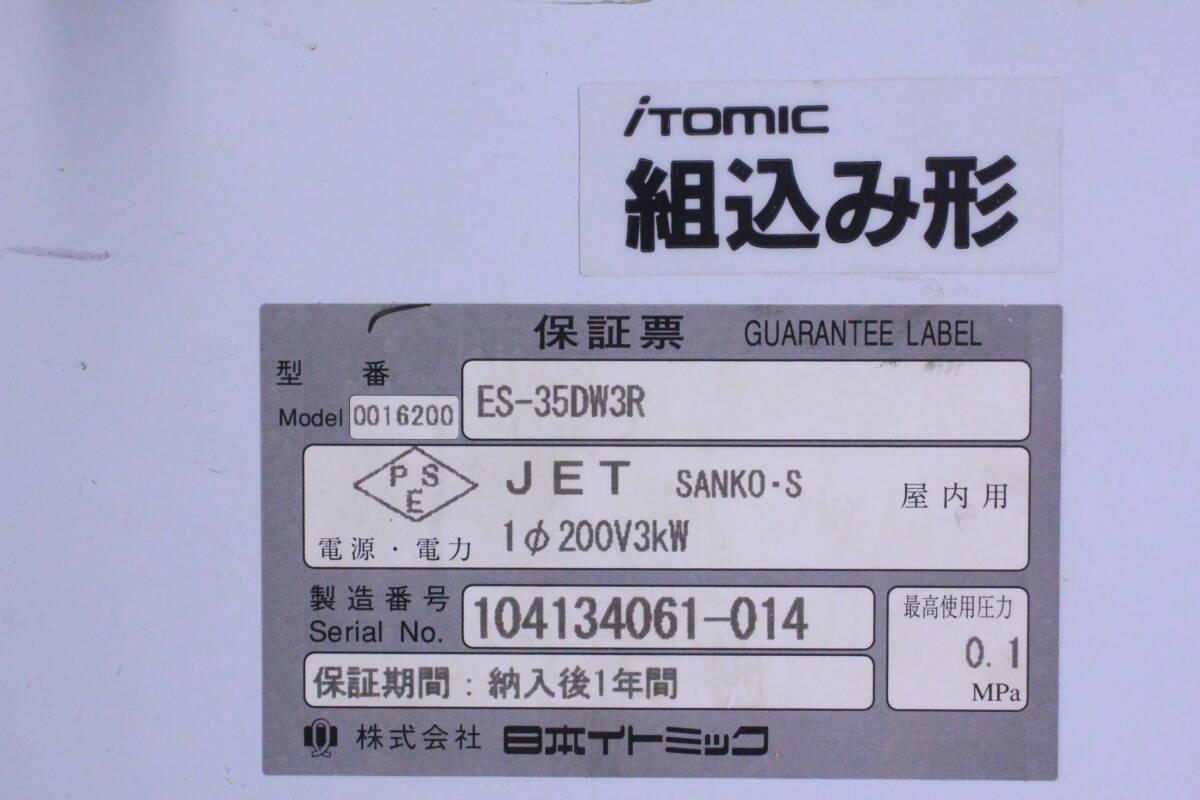 iTOMIC
組込み形
保証票 GUARANTEE LABEL
型番
Model 0016200 ES-35DW3R
PSE JET SANKO・S 屋内用
電源・電力 1φ200V3kW
製造番号
Serial No. 104134061-014
最高使用圧力
0.1
MPa
保証期間：納入後1年間
株式会社 日本イトミック